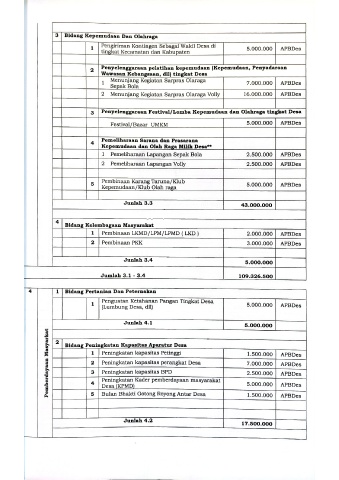 3 Bidang Kepemudaan Dan Olahraga
1 Pengiriman Kontingen Sebagai Wakil Desa di tingkat Kecamatan dan Kabupaten 5.000.000 APBDes
2 Penyelenggaraan pelatihan kepemudaan (Kepemudaan, Penyadaraan Wawasan Kebangsaan, dll) tingkat Desa
1 Menunjang Kegiatan Sarpras Olaraga Sepak Bola 7.000.000 APBDes
2 Menunjang Kegiatan Sarpras Olaraga Volly 16.000.000 APBDes
3 Penyelenggaraan Festival/Lomba Kepemudaan dan Olahraga tingkat Desa
Festival/Bazar UMKM 5.000.000 APBDes
4 Pemeliharaan Sarana dan Prasarana Kepemudaan dan Olah Raga Milik Desa**
1 Pemeliharaan Lapangan Sepak Bola 2.500.000 APBDes
2 Pemeliharaan Lapangan Volly 2.500.000 APBDes
5 Pembinaan Karang Taruna/Klub Kepemudaan/Klub Olah raga 5.000.000 APBDes
Jumlah 3.3 43.000.000
4 Bidang Kelembagaan Masyarakat
1 Pembinaan LKMD/LPM/LPMD ( LKD ) 2.000.000 APBDes
2 Pembinaan PKK 3.000.000 APBDes
Jumlah 3.4 5.000.000
Jumlah 3.1 - 3.4 109.326.500
4 Pemberdayaan Masyarkat
1 Bidang Pertanian Dan Peternakan
1 Penguatan Ketahanan Pangan Tingkat Desa (Lumbung Desa, dll) 5.000.000 APBDes
Jumlah 4.1 5.000.000
2 Bidang Peningkatan Kapasitas Aparatur Desa
1 Peningkatan kapasitas Petinggi 1.500.000 APBDes
2 Peningkatan kapasitas perangkat Desa 7.000.000 APBDes
3 Peningkatan kapasitas BPD 2.500.000 APBDes
4 Peningkatan Kader pemberdayaan masyarakat Desa (KPMD) 5.000.000 APBDes
5 Bulan Bhakti Gotong Royong Antar Desa 1.500.000 APBDes
Jumlah 4.2 17.500.000